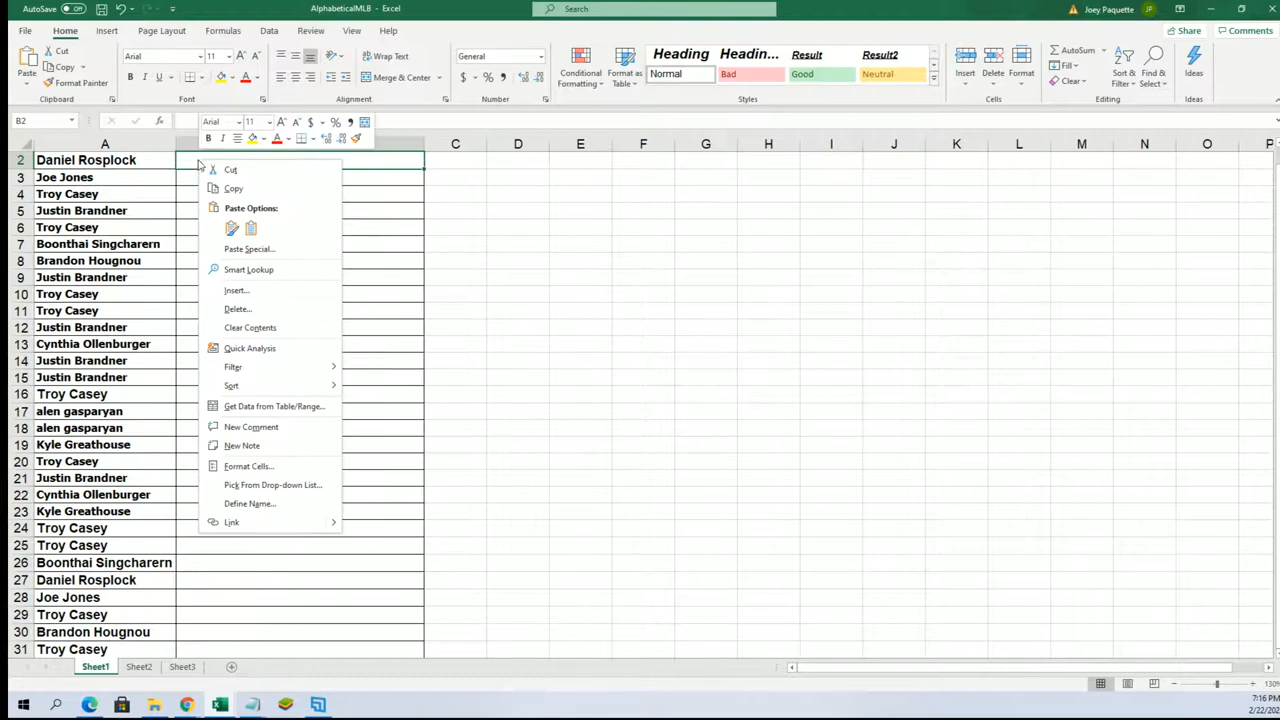 AutoSave Off AlphabeticalMLB - Excel Search Joey Paquette JP
File Home Insert Page Layout Formulas Data Review View Help Share Comments
Cut Arial 11 Wrap Text General Heading Headin... Result Result2 AutoSum
Paste Copy Merge & Center Conditional Formatting Format as Table Normal Bad Good Neutral Insert Delete Format Fill Sort & Filter Find & Select Ideas
Format Painter Clear
Clipboard Font Alignment Number Styles Cells Editing Ideas
B2 Arial 11
A C D E F G H I J K L M N O P
2 Daniel Rosplock
3 Joe Jones
4 Troy Casey
5 Justin Brandner
6 Troy Casey
7 Boonthai Singcharern
8 Brandon Hougnou
9 Justin Brandner
10 Troy Casey
11 Troy Casey
12 Justin Brandner
13 Cynthia Ollenburger
14 Justin Brandner
15 Justin Brandner
16 Troy Casey
17 alen gasparyan
18 alen gasparyan
19 Kyle Greathouse
20 Troy Casey
21 Justin Brandner
22 Cynthia Ollenburger
23 Kyle Greathouse
24 Troy Casey
25 Troy Casey
26 Boonthai Singcharern
27 Daniel Rosplock
28 Joe Jones
29 Troy Casey
30 Brandon Hougnou
31 Troy Casey
Cut
Copy
Paste Options:
Paste Special...
Smart Lookup
Insert...
Delete...
Clear Contents
Quick Analysis
Filter
Sort
Get Data from Table/Range...
New Comment
New Note
Format Cells...
Pick From Drop-down List...
Define Name...
Link
Sheet1 Sheet2 Sheet3
130%
7:16 PM
2/22/202